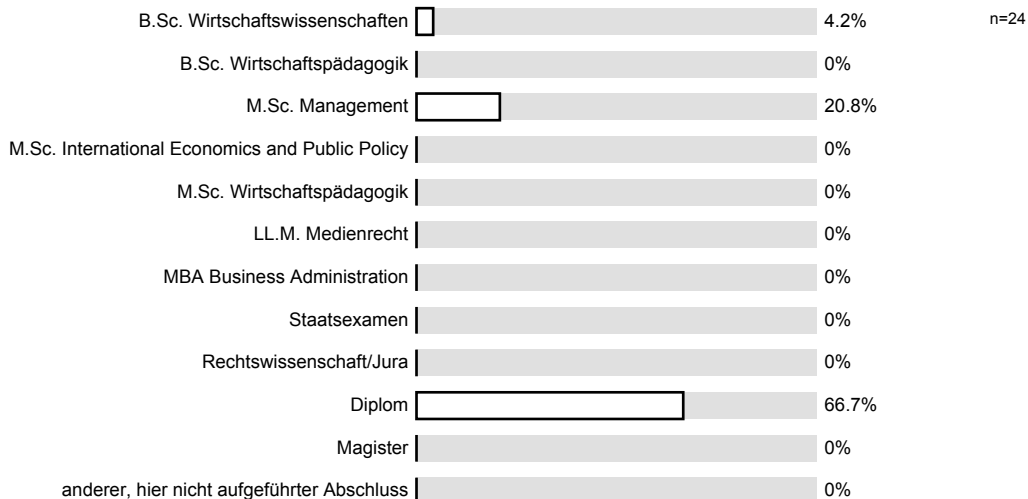 B.Sc. Wirtschaftswissenschaften 4.2% n=24
B.Sc. Wirtschaftspädagogik 0%
M.Sc. Management 20.8%
M.Sc. International Economics and Public Policy 0%
M.Sc. Wirtschaftspädagogik 0%
LL.M. Medienrecht 0%
MBA Business Administration 0%
Staatsexamen 0%
Rechtswissenschaft/Jura 0%
Diplom 66.7%
Magister 0%
anderer, hier nicht aufgeführter Abschluss 0%